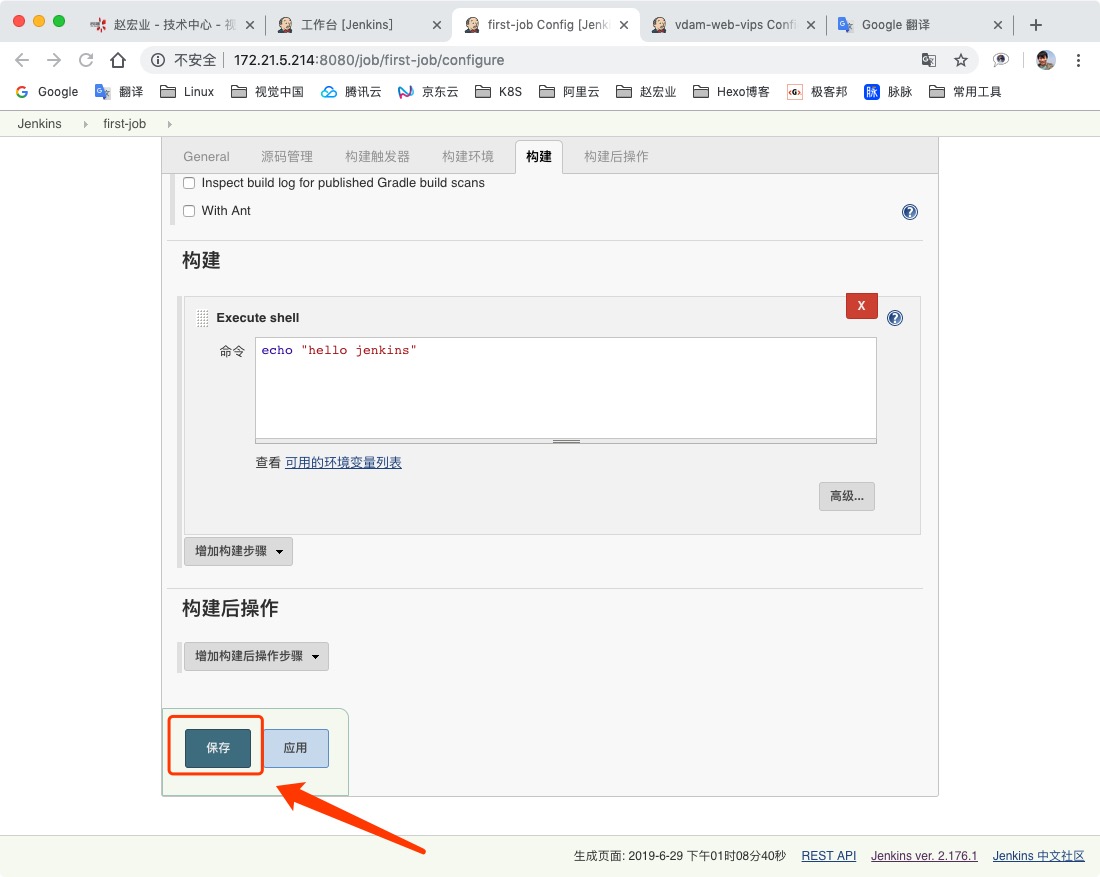 赵宏业 - 技术中心 - 视
工作台 [Jenkins]
first-job Config [Jenk
vdam-web-vips Confi
Google 翻译
不安全
172.21.5.214:8080/job/first-job/configure
Google
翻译
Linux
视觉中国
腾讯云
京东云
K8S
阿里云
赵宏业
Hexo博客
极客邦
脉脉
常用工具
Jenkins
first-job
General
源码管理
构建触发器
构建环境
构建
构建后操作
Inspect build log for published Gradle build scans
With Ant
构建
X
Execute shell
命令
echo "hello jenkins"
查看 可用的环境变量列表
高级...
增加构建步骤
构建后操作
增加构建后操作步骤
保存
应用
生成页面: 2019-6-29 下午01时08分40秒
REST API
Jenkins ver. 2.176.1
Jenkins 中文社区